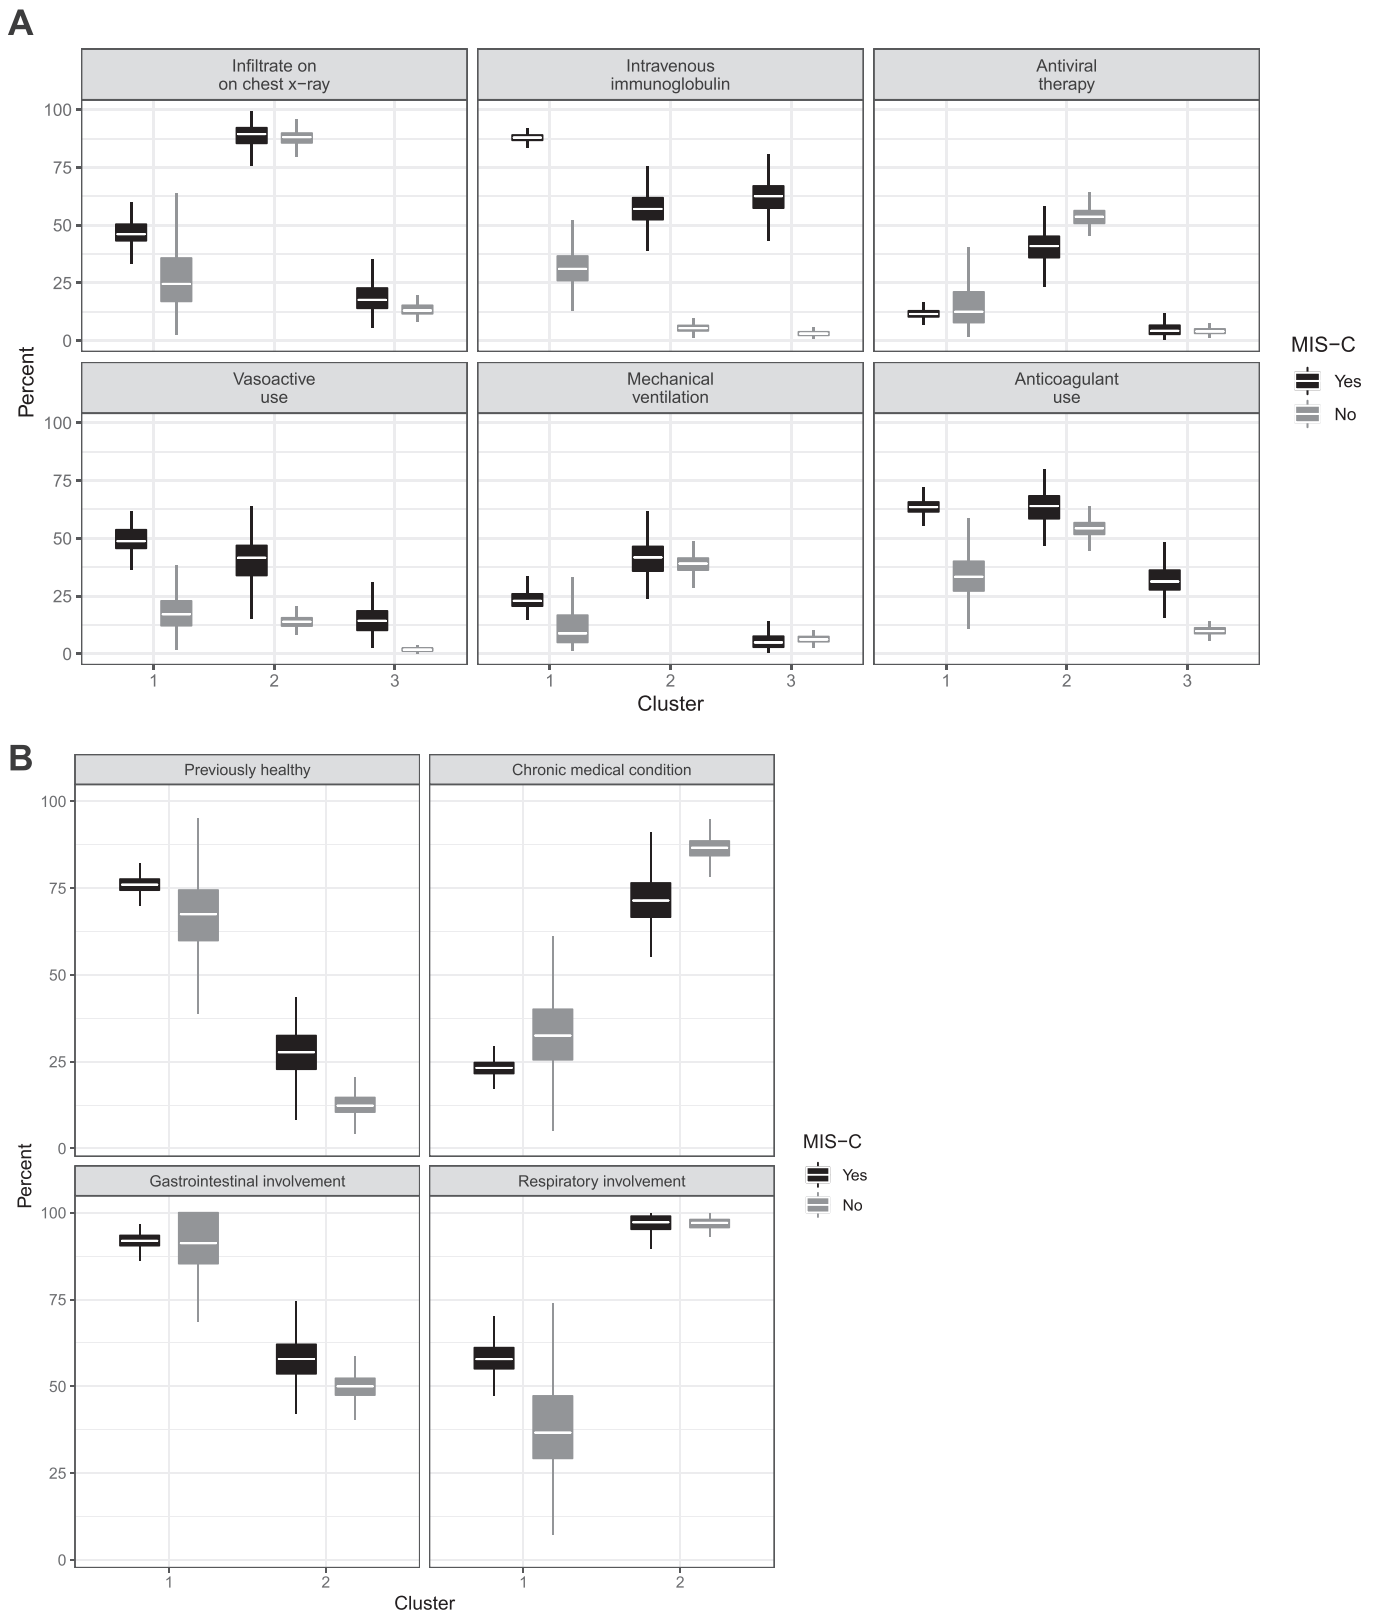 A
Infiltrate on
on chest x−ray
Intravenous
immunoglobulin
Antiviral
therapy
100
75
50
25
0
Vasoactive
use
Mechanical
ventilation
Anticoagulant
use
100
75
50
25
0
Percent
1 2 3 1 2 3 1 2 3
Cluster
MIS−C
Yes
No
B
Previously healthy
Chronic medical condition
100
75
50
25
0
Gastrointestinal involvement
Respiratory involvement
100
75
50
25
0
Percent
1 2 1 2
Cluster
MIS−C
Yes
No